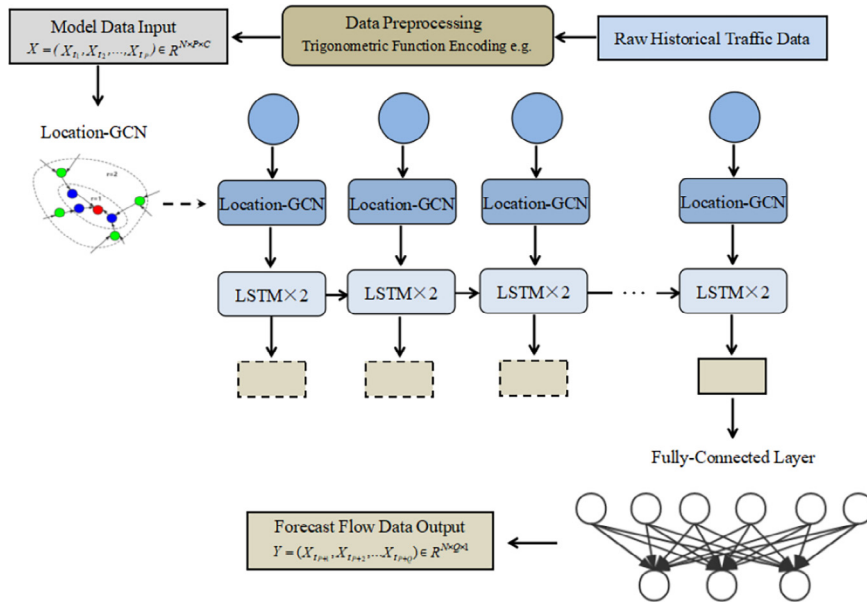 Model Data Input
X = ( X_{t_1} , X_{t_2} ,..., X_{t_P} ) ∈ R^{N×P×C}
Data Preprocessing
Trigonometric Function Encoding e.g.
Raw Historical Traffic Data
Location-GCN
r=2
r=1
Location-GCN
Location-GCN
Location-GCN
Location-GCN
LSTM×2
LSTM×2
LSTM×2
...
LSTM×2
Fully-Connected Layer
Forecast Flow Data Output
Y = (X_{t_{P+1}} , X_{t_{P+2}} ,... X_{t_{P+Q}}) ∈ R^{N×Q×1}